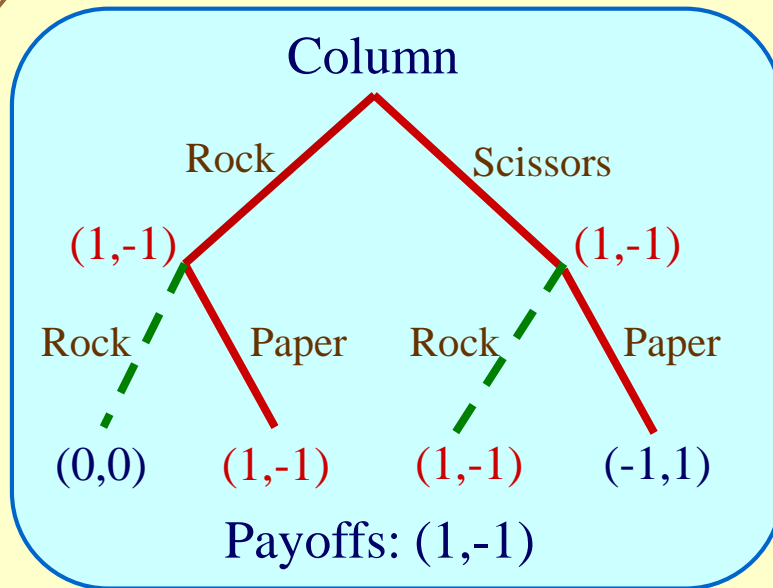 Column
Rock Scissors
(1,-1) (1,-1)
Rock Paper Rock Paper
(0,0) (1,-1) (1,-1) (-1,1)
Payoffs: (1,-1)